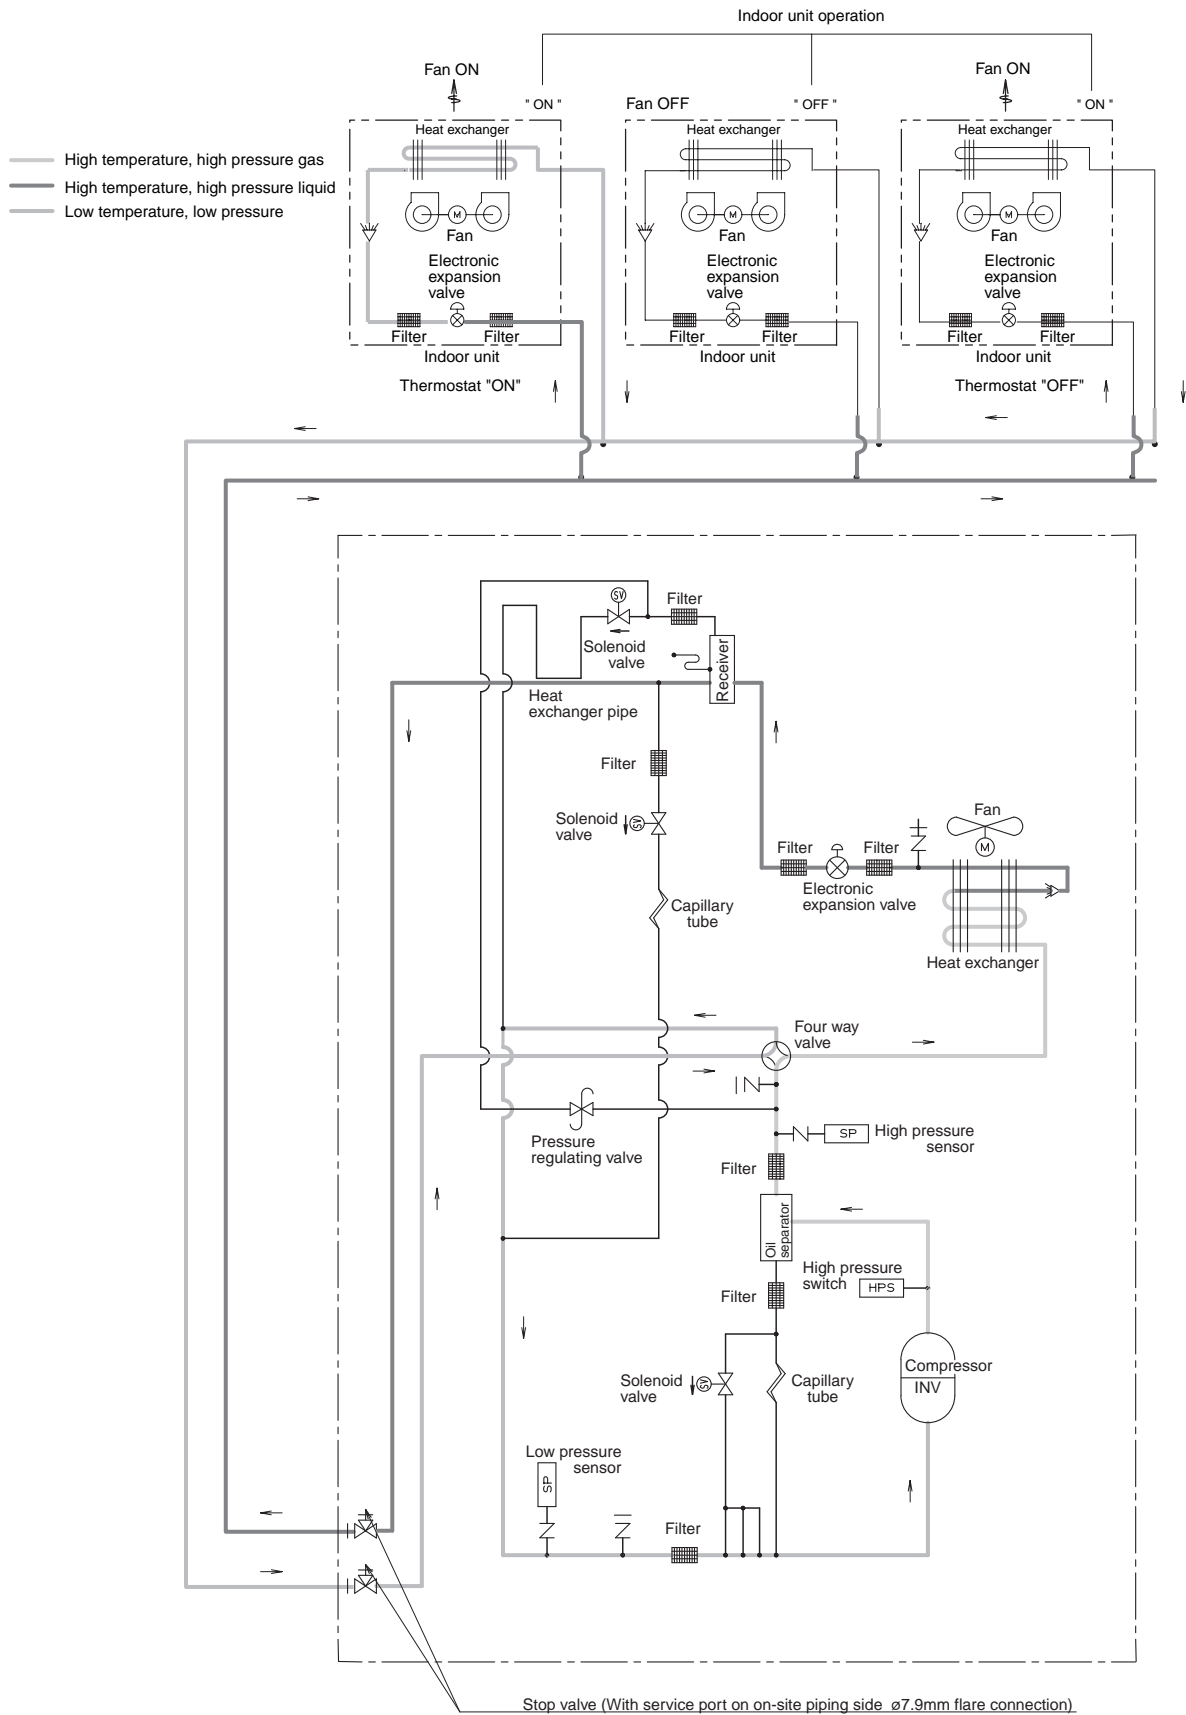 Indoor unit operation
Fan ON
" ON "
Fan OFF
" OFF "
Fan ON
" ON "
High temperature, high pressure gas
High temperature, high pressure liquid
Low temperature, low pressure
Heat exchanger
M
Fan
Electronic
expansion
valve
Filter
Filter
Indoor unit
Thermostat "ON"
Heat exchanger
M
Fan
Electronic
expansion
valve
Filter
Filter
Indoor unit
Heat exchanger
M
Fan
Electronic
expansion
valve
Filter
Filter
Indoor unit
Thermostat "OFF"
SV
Filter
Solenoid
valve
Receiver
Heat
exchanger pipe
Filter
Solenoid
valve
SV
Capillary
tube
Fan
M
Filter
Filter
Electronic
expansion valve
Heat exchanger
Four way
valve
Pressure
regulating valve
SP
High pressure
sensor
Filter
Oil
separator
High pressure
switch
HPS
Filter
Compressor
INV
Solenoid
valve
SV
Capillary
tube
Low pressure
sensor
SP
Filter
Stop valve (With service port on on-site piping side ø7.9mm flare connection)